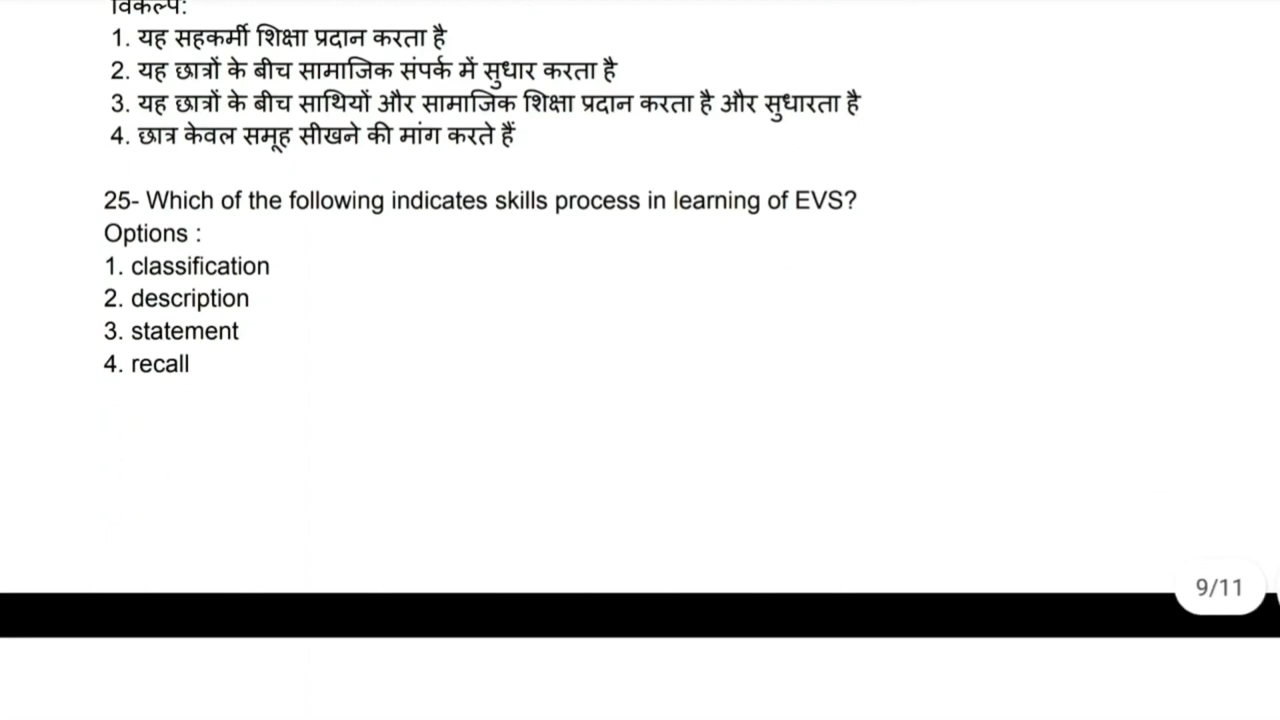 विकल्प:
1. यह सहकर्मी शिक्षा प्रदान करता है
2. यह छात्रों के बीच सामाजिक संपर्क में सुधार करता है
3. यह छात्रों के बीच साथियों और सामाजिक शिक्षा प्रदान करता है और सुधारता है
4. छात्र केवल समूह सीखने की मांग करते हैं
25- Which of the following indicates skills process in learning of EVS?
Options :
1. classification
2. description
3. statement
4. recall
9/11